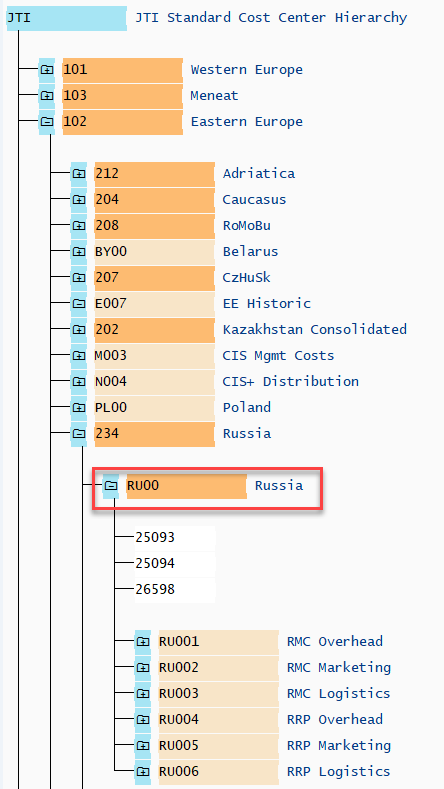 JTI JTI Standard Cost Center Hierarchy
101 Western Europe
103 Meneat
102 Eastern Europe
212 Adriatica
204 Caucasus
208 RoMoBu
BY00 Belarus
207 CzHuSk
E007 EE Historic
202 Kazakhstan Consolidated
M003 CIS Mgmt Costs
N004 CIS+ Distribution
PL00 Poland
234 Russia
RU00 Russia
25093
25094
26598
RU001 RMC Overhead
RU002 RMC Marketing
RU003 RMC Logistics
RU004 RRP Overhead
RU005 RRP Marketing
RU006 RRP Logistics